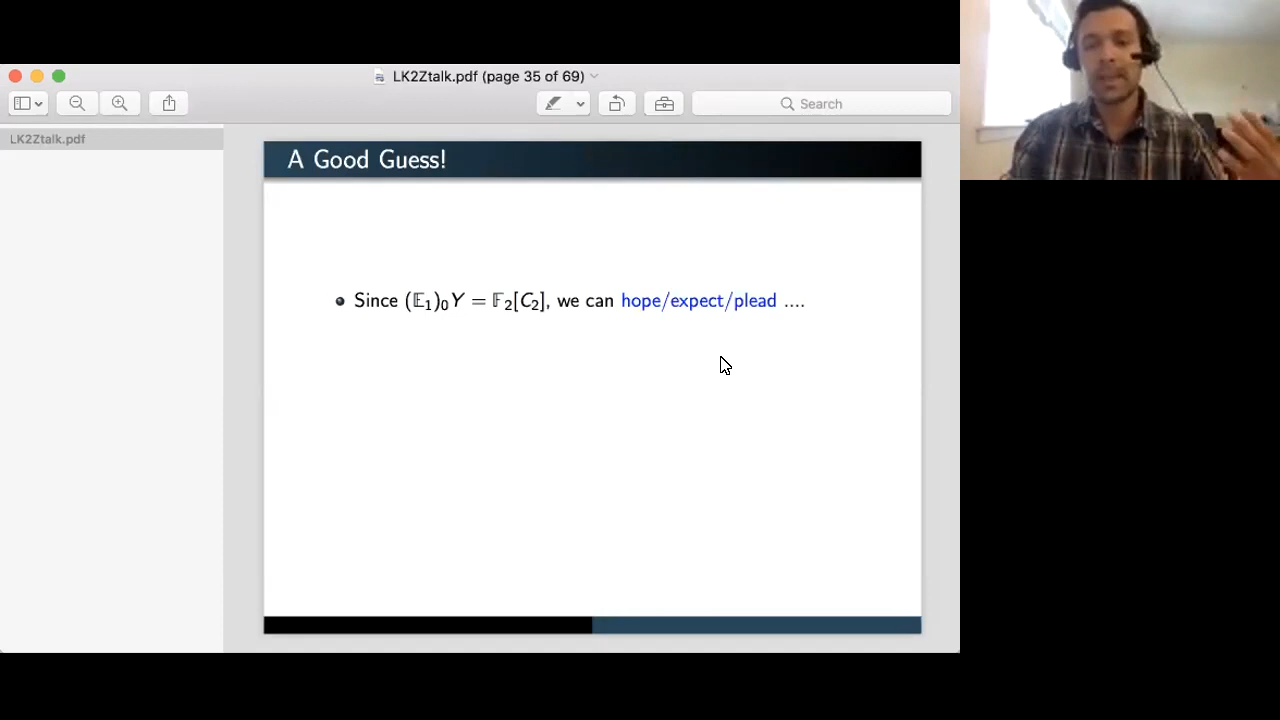 LK2Ztalk.pdf (page 35 of 69)
Search
LK2Ztalk.pdf
A Good Guess!
Since (𝔼₁)₀Y = 𝔽₂[C₂], we can hope/expect/plead ....